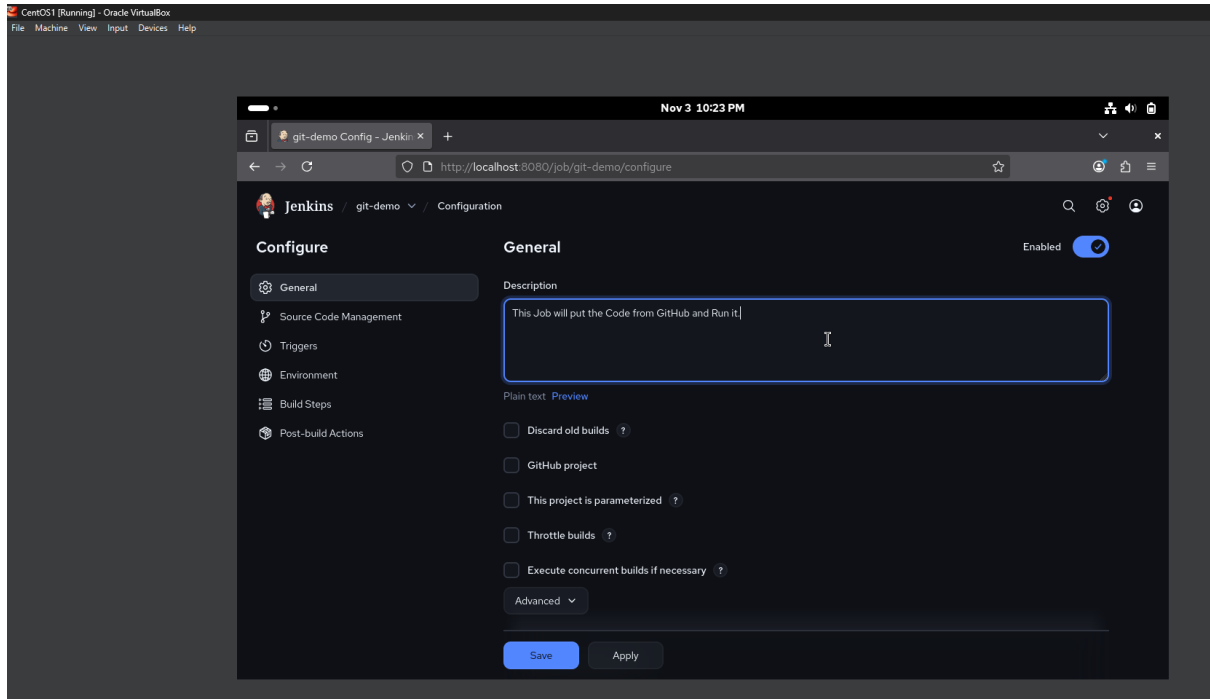 CentOS1 [Running] - Oracle VirtualBox
File Machine View Input Devices Help
Nov 3 10:23 PM
git-demo Config - Jenkin
http://localhost:8080/job/git-demo/configure
Jenkins / git-demo / Configuration
Configure
General
Enabled
General
Source Code Management
Triggers
Environment
Build Steps
Post-build Actions
Description
This Job will put the Code from GitHub and Run it.
Plain text Preview
Discard old builds ?
GitHub project
This project is parameterized ?
Throttle builds ?
Execute concurrent builds if necessary ?
Advanced
Save Apply